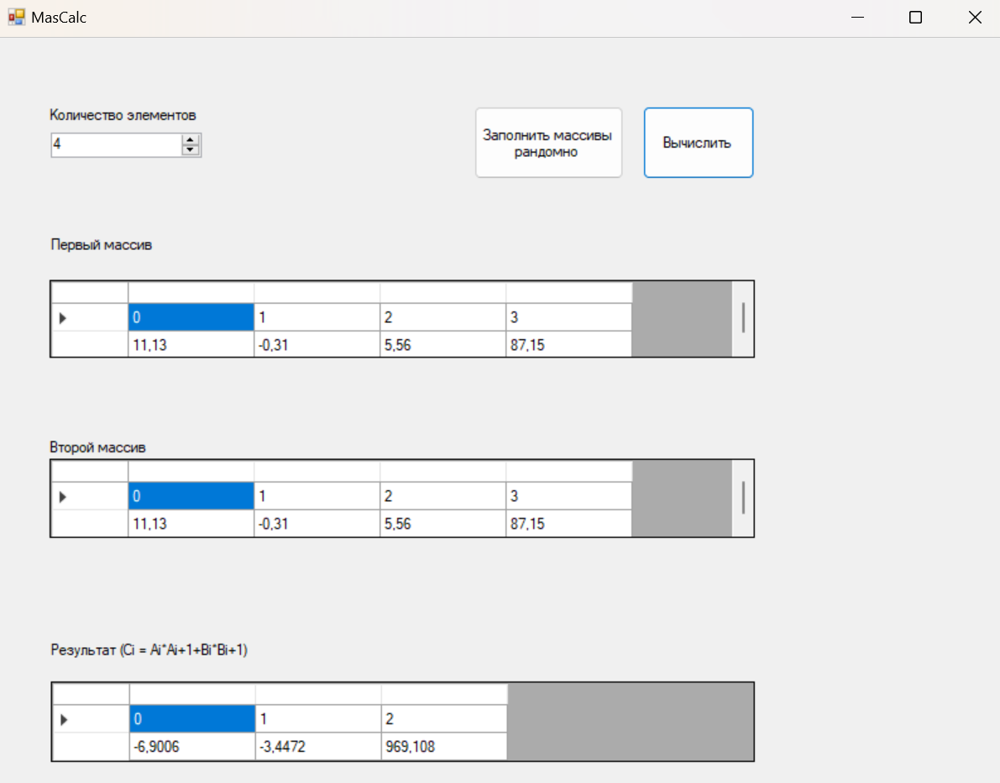 MasCalc
Количество элементов
4
Заполнить массивы
рандомно
Вычислить
Первый массив
0 1 2 3
11,13 -0,31 5,56 87,15
Второй массив
0 1 2 3
11,13 -0,31 5,56 87,15
Результат (Ci = Ai*Ai+1+Bi*Bi+1)
0 1 2
-6,9006 -3,4472 969,108